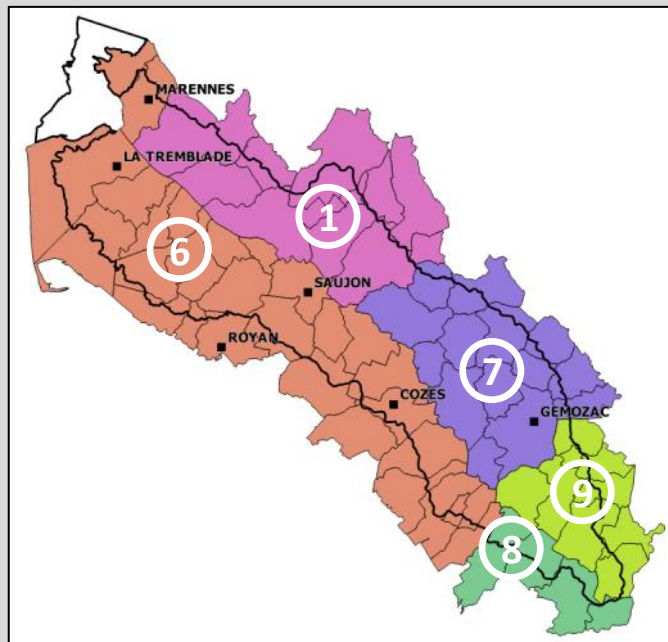 MARENNES
LA TREMBLADE
1
6
SAUJON
ROYAN
7
COZES
GEMOZAC
9
8